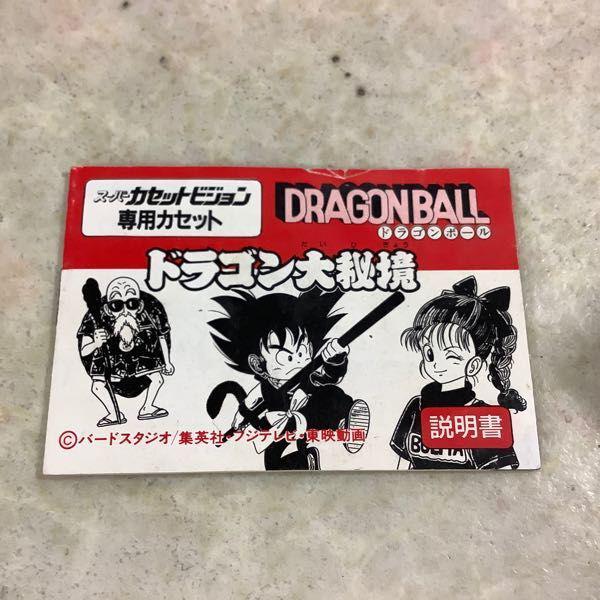 スーパーカセットビジョン
専用カセット
DRAGONBALL
ドラゴンボール
だいひきょう
ドラゴン大秘境
©バードスタジオ/集英社・フジテレビ・東映動画
説明書